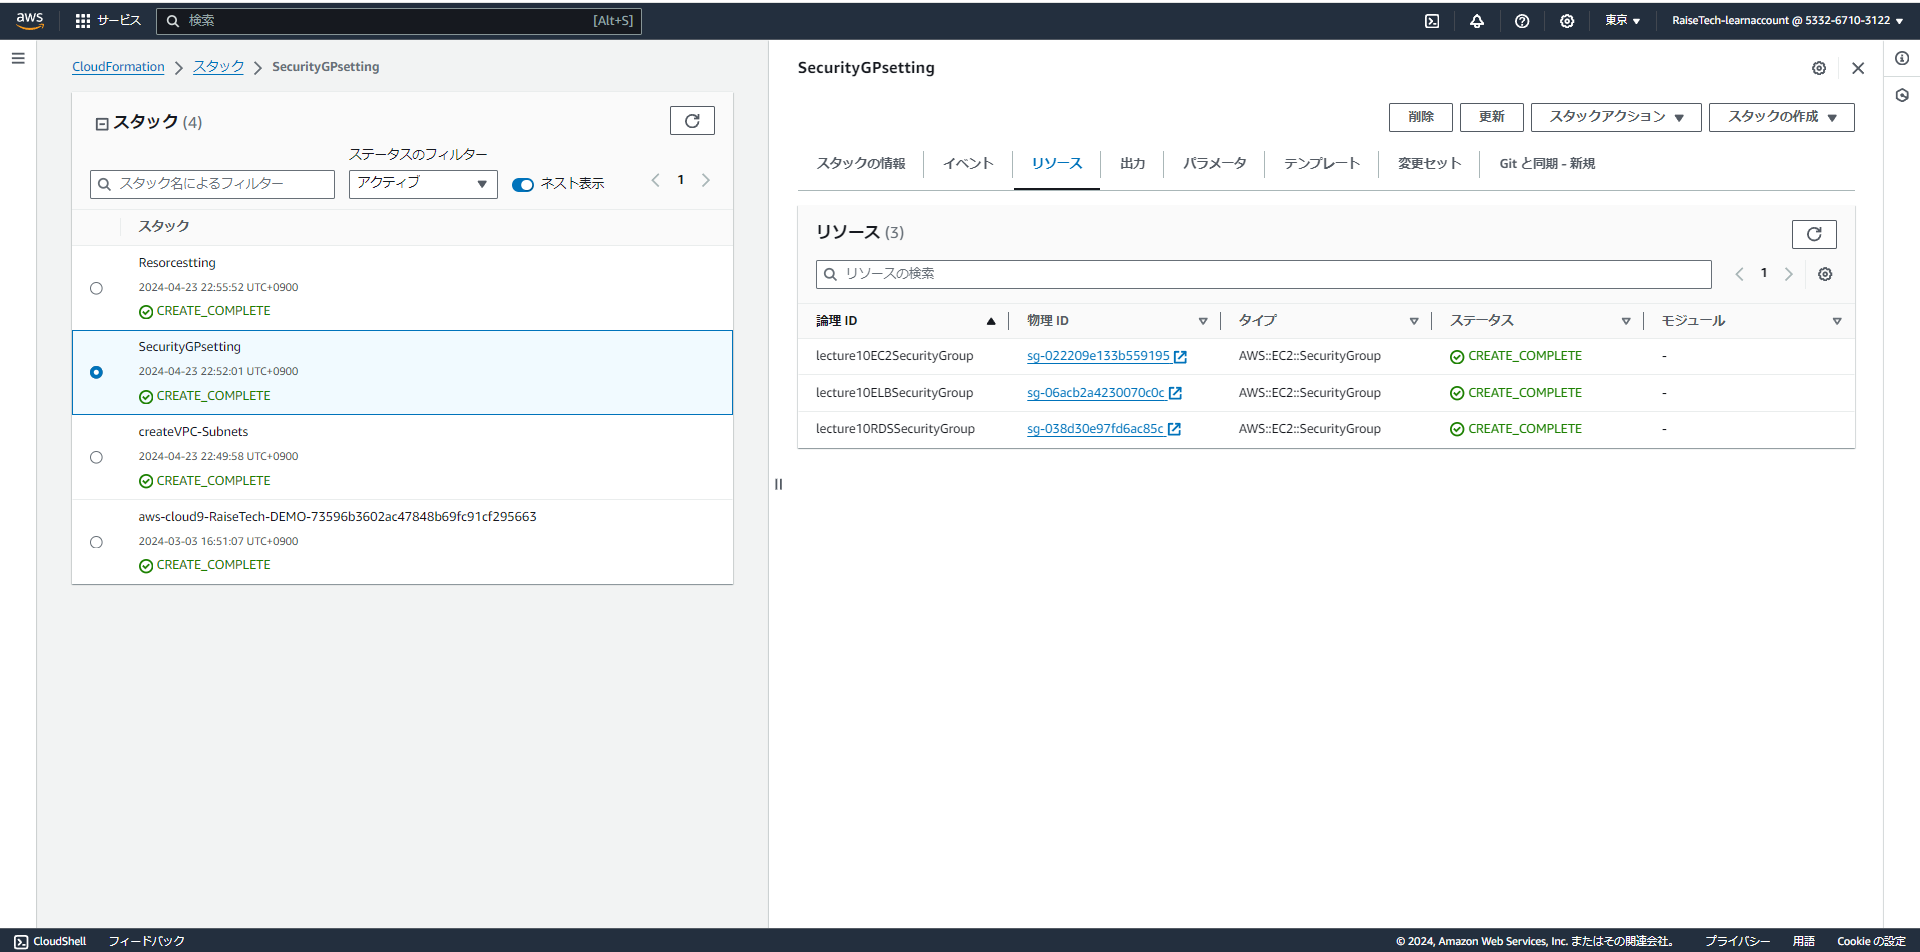 aws サービス 検索 [Alt+S] 東京 ▼ RaiseTech-learnaccount @ 5332-6710-3122 ▼
CloudFormation > スタック > SecurityGPsetting
スタック (4)
ステータスのフィルター
スタック名によるフィルター アクティブ ▼ ネスト表示 < 1 >
スタック
Resorcestting
2024-04-23 22:55:52 UTC+0900
CREATE_COMPLETE
SecurityGPsetting
2024-04-23 22:52:01 UTC+0900
CREATE_COMPLETE
createVPC-Subnets
2024-04-23 22:49:58 UTC+0900
CREATE_COMPLETE
aws-cloud9-RaiseTech-DEMO-73596b3602ac47848b69fc91cf295663
2024-03-03 16:51:07 UTC+0900
CREATE_COMPLETE
SecurityGPsetting
削除 更新 スタックアクション ▼ スタックの作成 ▼
スタックの情報 イベント リソース 出力 パラメータ テンプレート 変更セット Git と同期 - 新規
リソース (3)
リソースの検索 < 1 >
論理 ID 物理 ID タイプ ステータス モジュール
lecture10EC2SecurityGroup sg-022209e133b559195 AWS::EC2::SecurityGroup CREATE_COMPLETE -
lecture10ELBSecurityGroup sg-06acb2a4230070c0c AWS::EC2::SecurityGroup CREATE_COMPLETE -
lecture10RDSSecurityGroup sg-038d30e97fd6ac85c AWS::EC2::SecurityGroup CREATE_COMPLETE -
CloudShell フィードバック © 2024, Amazon Web Services, Inc. またはその関連会社。 プライバシー 用語 Cookie の設定